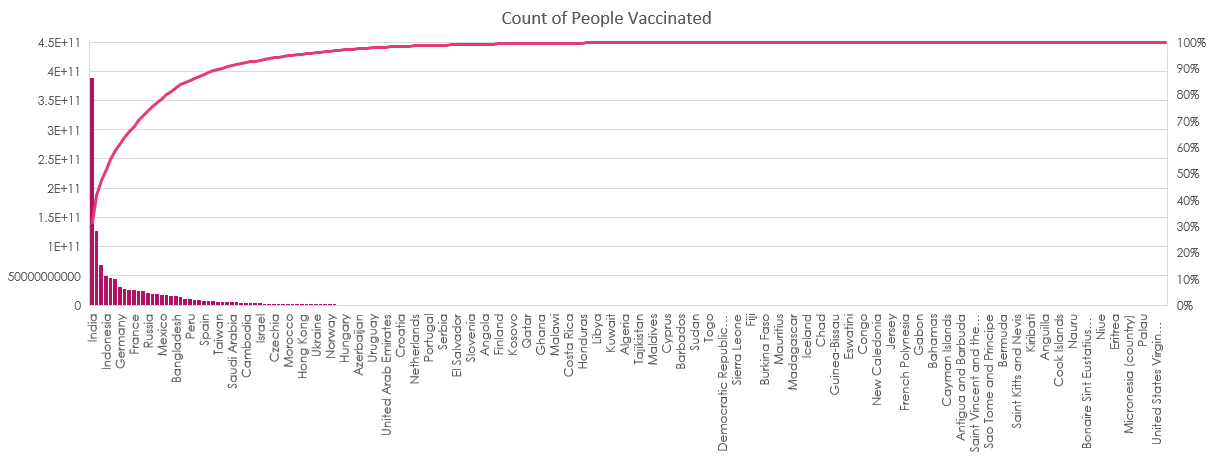 Count of People Vaccinated
4.5E+11
4E+11
3.5E+11
3E+11
2.5E+11
2E+11
1.5E+11
1E+11
50000000000
0
100%
90%
80%
70%
60%
50%
40%
30%
20%
10%
0%
India
Indonesia
Germany
France
Russia
Mexico
Bangladesh
Peru
Spain
Taiwan
Saudi Arabia
Cambodia
Israel
Czechia
Morocco
Hong Kong
Ukraine
Norway
Hungary
Azerbaijan
Uruguay
United Arab Emirates
Croatia
Netherlands
Portugal
Serbia
El Salvador
Slovenia
Angola
Finland
Kosovo
Qatar
Ghana
Malawi
Costa Rica
Honduras
Libya
Kuwait
Algeria
Tajikistan
Maldives
Cyprus
Barbados
Sudan
Togo
Democratic Republic…
Sierra Leone
Fiji
Burkina Faso
Mauritius
Madagascar
Iceland
Chad
Guinea-Bissau
Eswatini
Congo
New Caledonia
Jersey
French Polynesia
Gabon
Bahamas
Cayman Islands
Antigua and Barbuda
Saint Vincent and the…
Sao Tome and Principe
Bermuda
Saint Kitts and Nevis
Kiribati
Anguilla
Cook Islands
Nauru
Bonaire Sint Eustatius…
Niue
Eritrea
Micronesia (country)
Palau
United States Virgin…